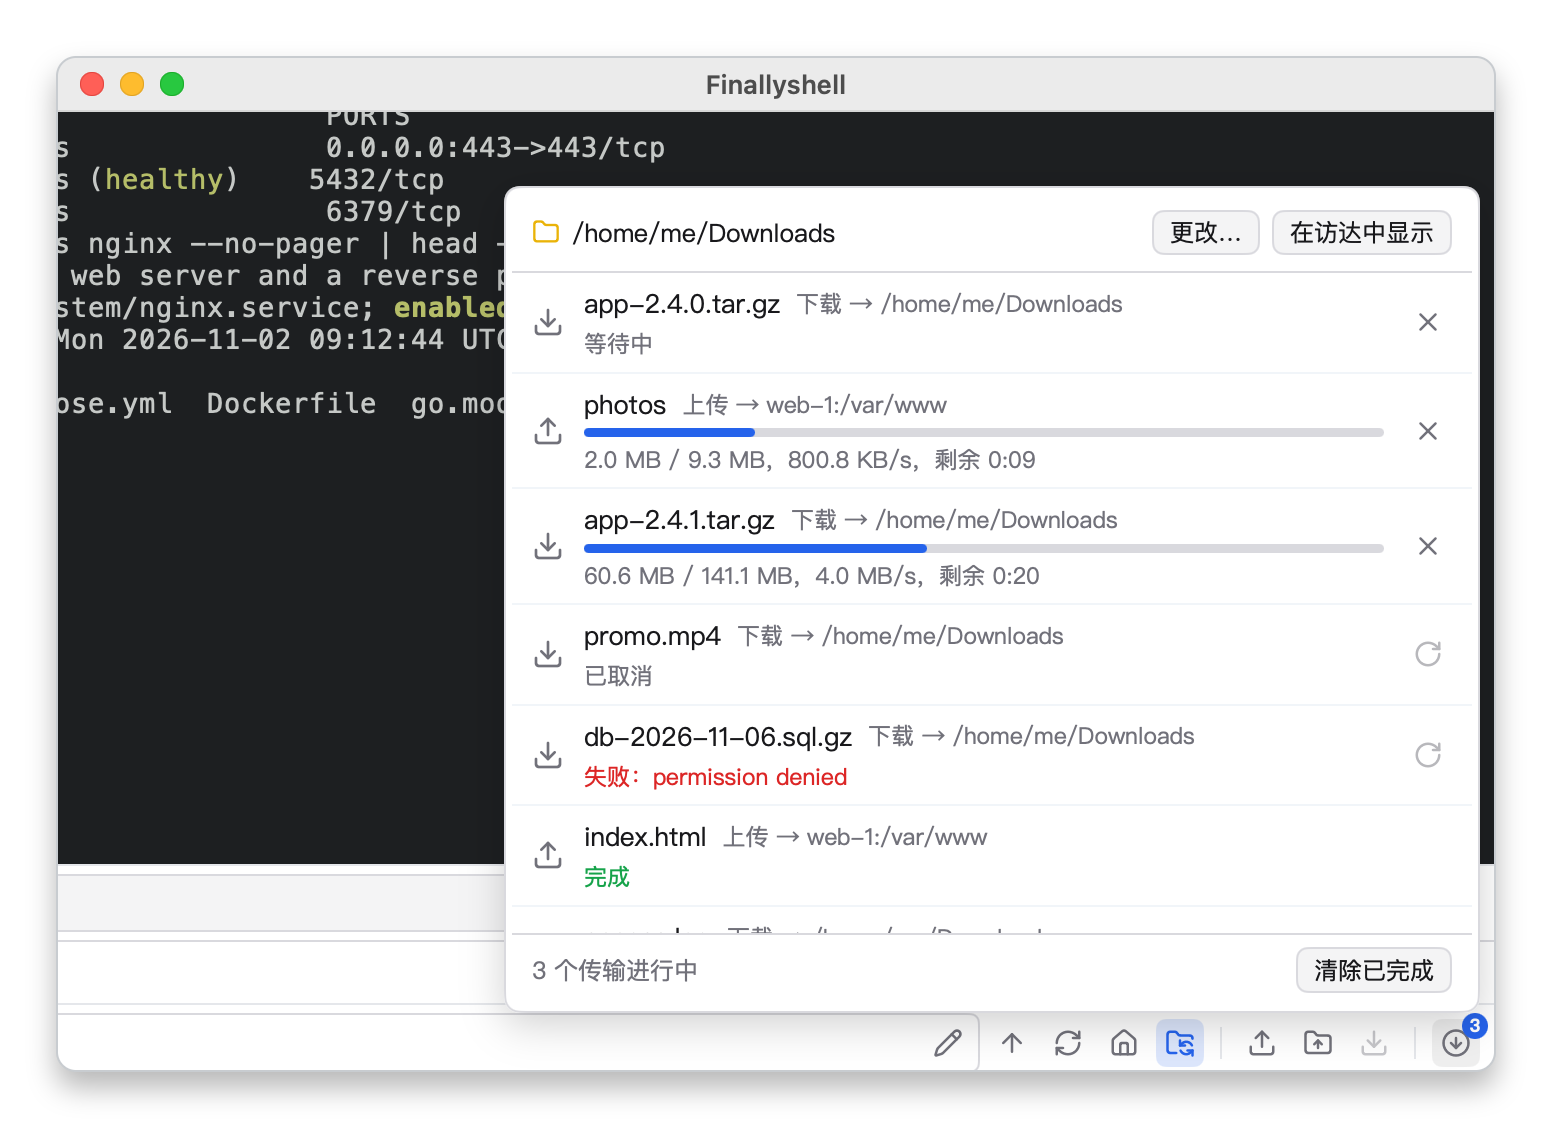 Finallyshell
PORTS
s 0.0.0.0:443->443/tcp
s (healthy) 5432/tcp
s 6379/tcp
s nginx --no-pager | head -
web server and a reverse p
stem/nginx.service; enabled
Mon 2026-11-02 09:12:44 UTC
ose.yml Dockerfile go.mod
/home/me/Downloads
更改…
在访达中显示
app-2.4.0.tar.gz 下载 → /home/me/Downloads
等待中
photos 上传 → web-1:/var/www
2.0 MB / 9.3 MB，800.8 KB/s，剩余 0:09
app-2.4.1.tar.gz 下载 → /home/me/Downloads
60.6 MB / 141.1 MB，4.0 MB/s，剩余 0:20
promo.mp4 下载 → /home/me/Downloads
已取消
db-2026-11-06.sql.gz 下载 → /home/me/Downloads
失败：permission denied
index.html 上传 → web-1:/var/www
完成
下载 → /home/me/Downloads
3 个传输进行中
清除已完成
3